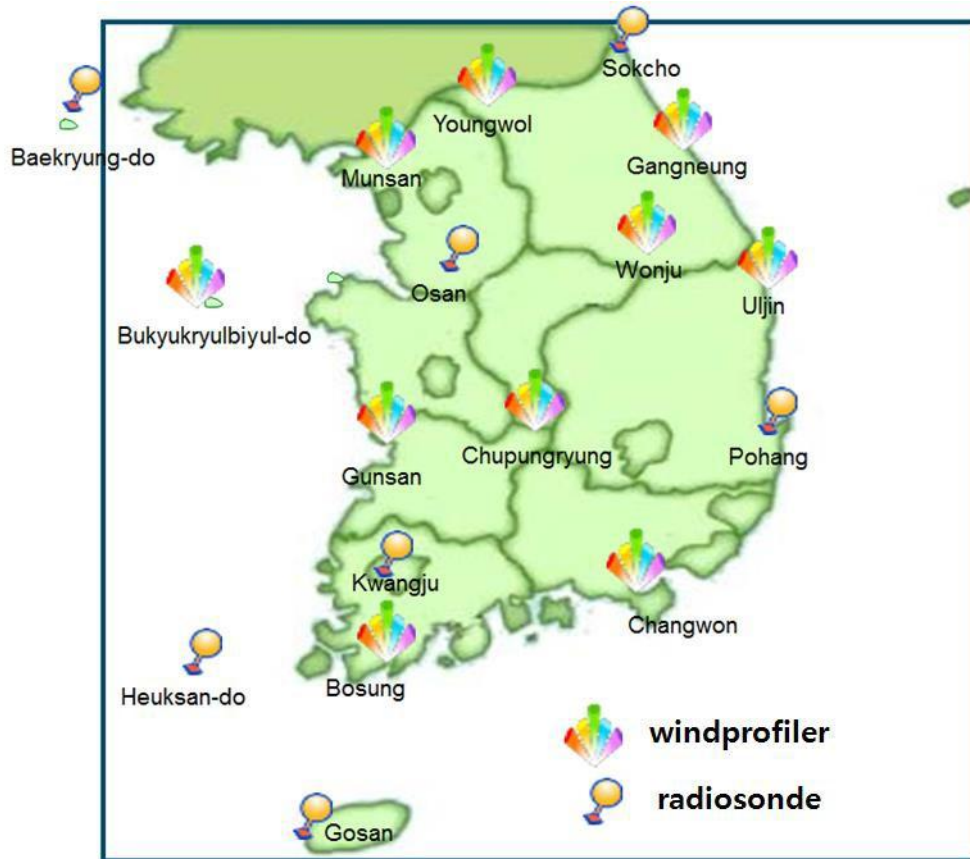 Sokcho
Youngwol
Baekryung-do
Gangneung
Munsan
Wonju
Osan
Uljin
Bukyukryulbiyul-do
Chupungryung
Pohang
Gunsan
Kwangju
Changwon
Bosung
Heuksan-do
windprofiler
radiosonde
Gosan